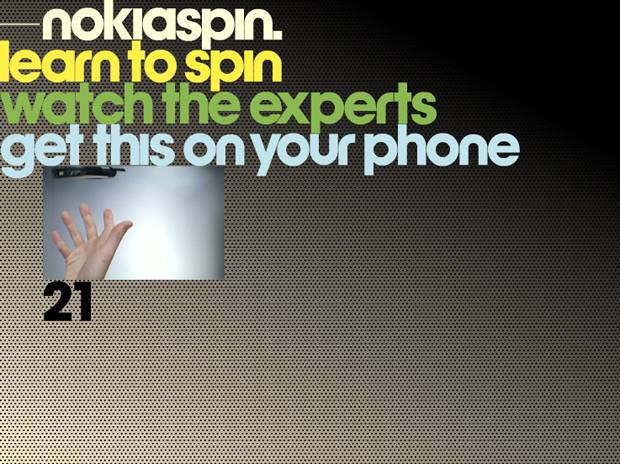 nokiaspin.
learn to spin
watch the experts
get this on your phone
21